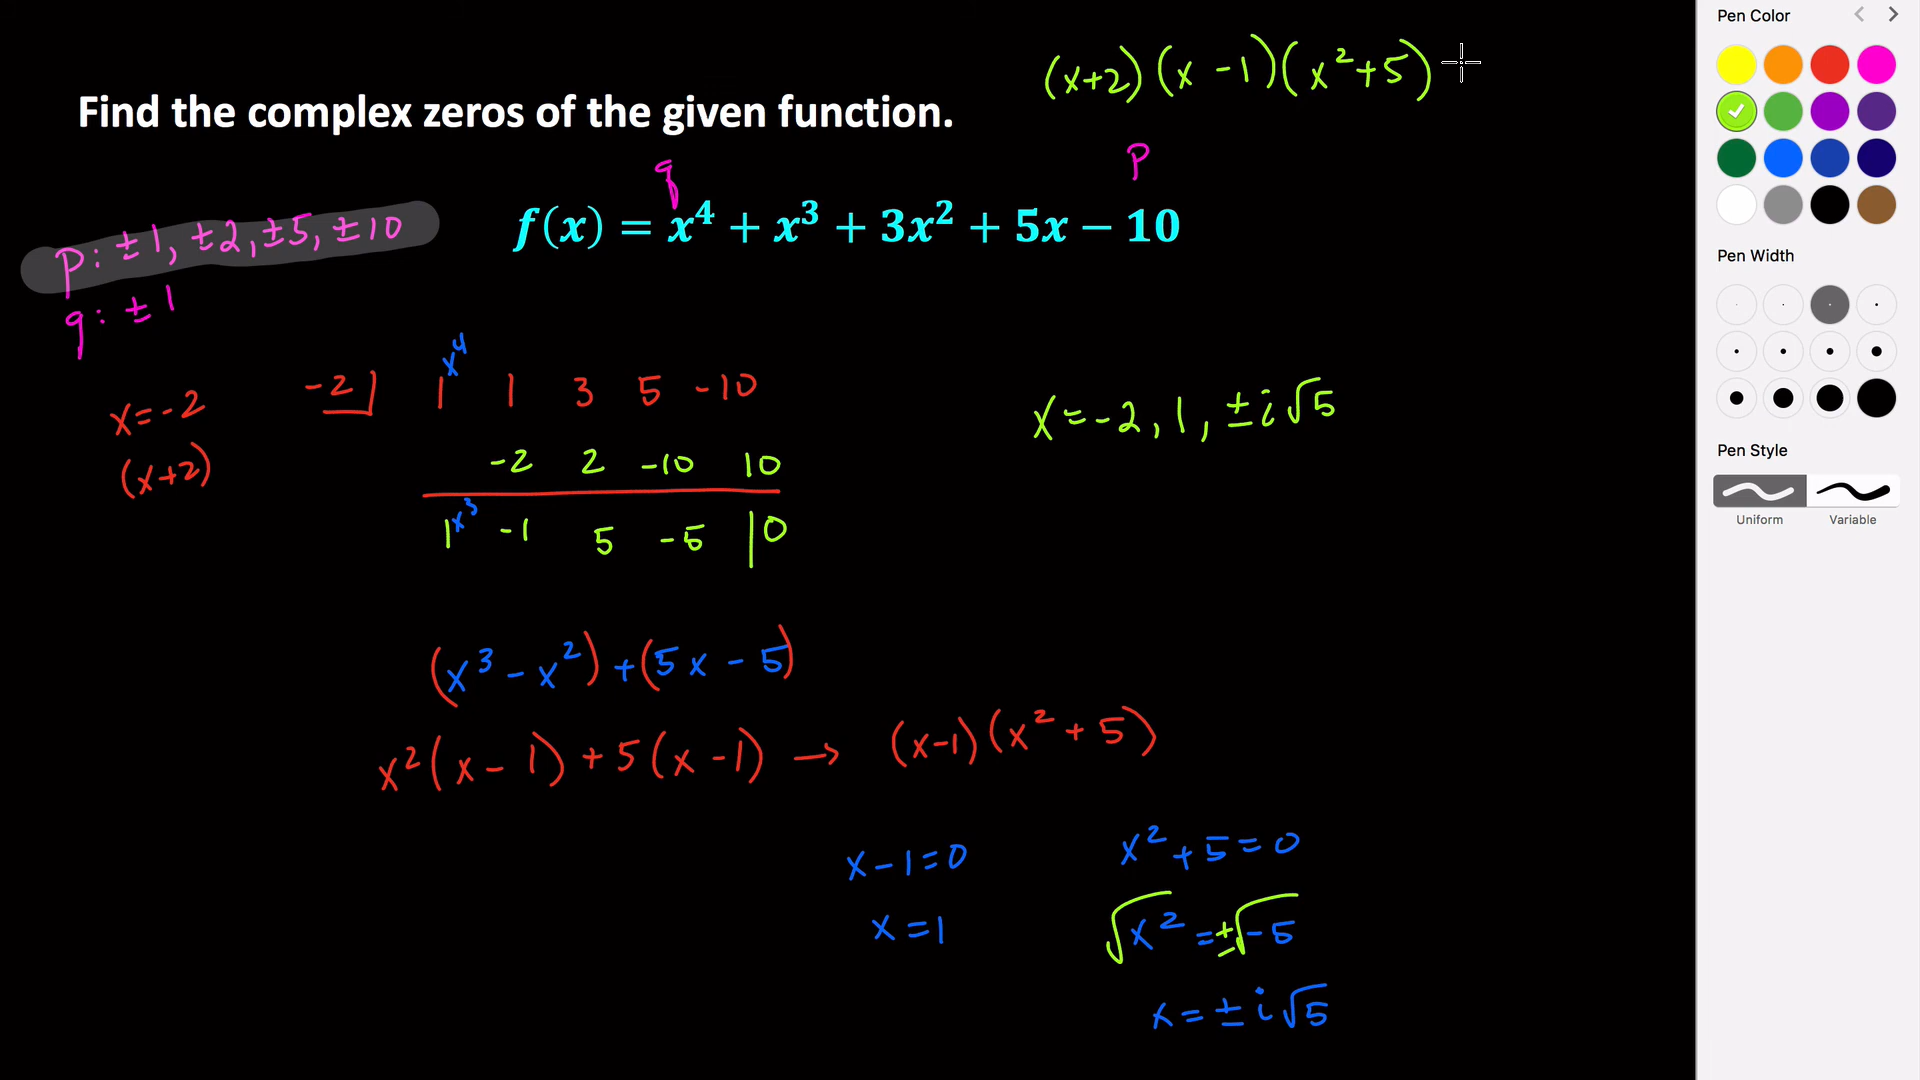 (x+2)(x-1)(x²+5)
Find the complex zeros of the given function.
q p
f(x) = x⁴ + x³ + 3x² + 5x − 10
p: ±1, ±2, ±5, ±10
q: ±1
x⁴
x=-2 -2| 1 1 3 5 -10
(x+2)
-2 2 -10 10
1x³ -1 5 -5 |0
x=-2, 1, ±i√5
(x³-x²)+(5x-5)
x²(x-1)+5(x-1) → (x-1)(x²+5)
x-1=0
x=1
x²+5=0
√x²=±√-5
x=±i√5
Pen Color
Pen Width
Pen Style
Uniform Variable